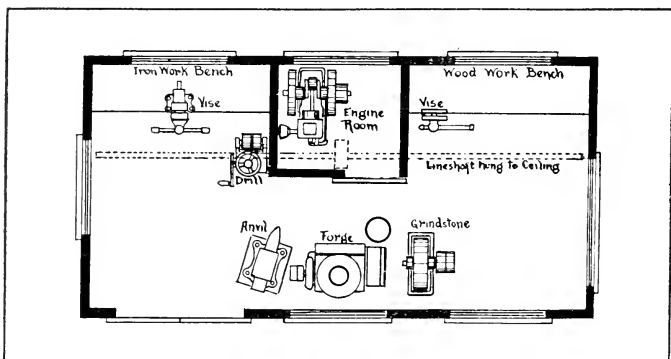 Iron Work Bench
Wood Work Bench
Vise
Engine
Room
Vise
Lineshaft hung to Ceiling
Drill
Anvil
Forge
Grindstone